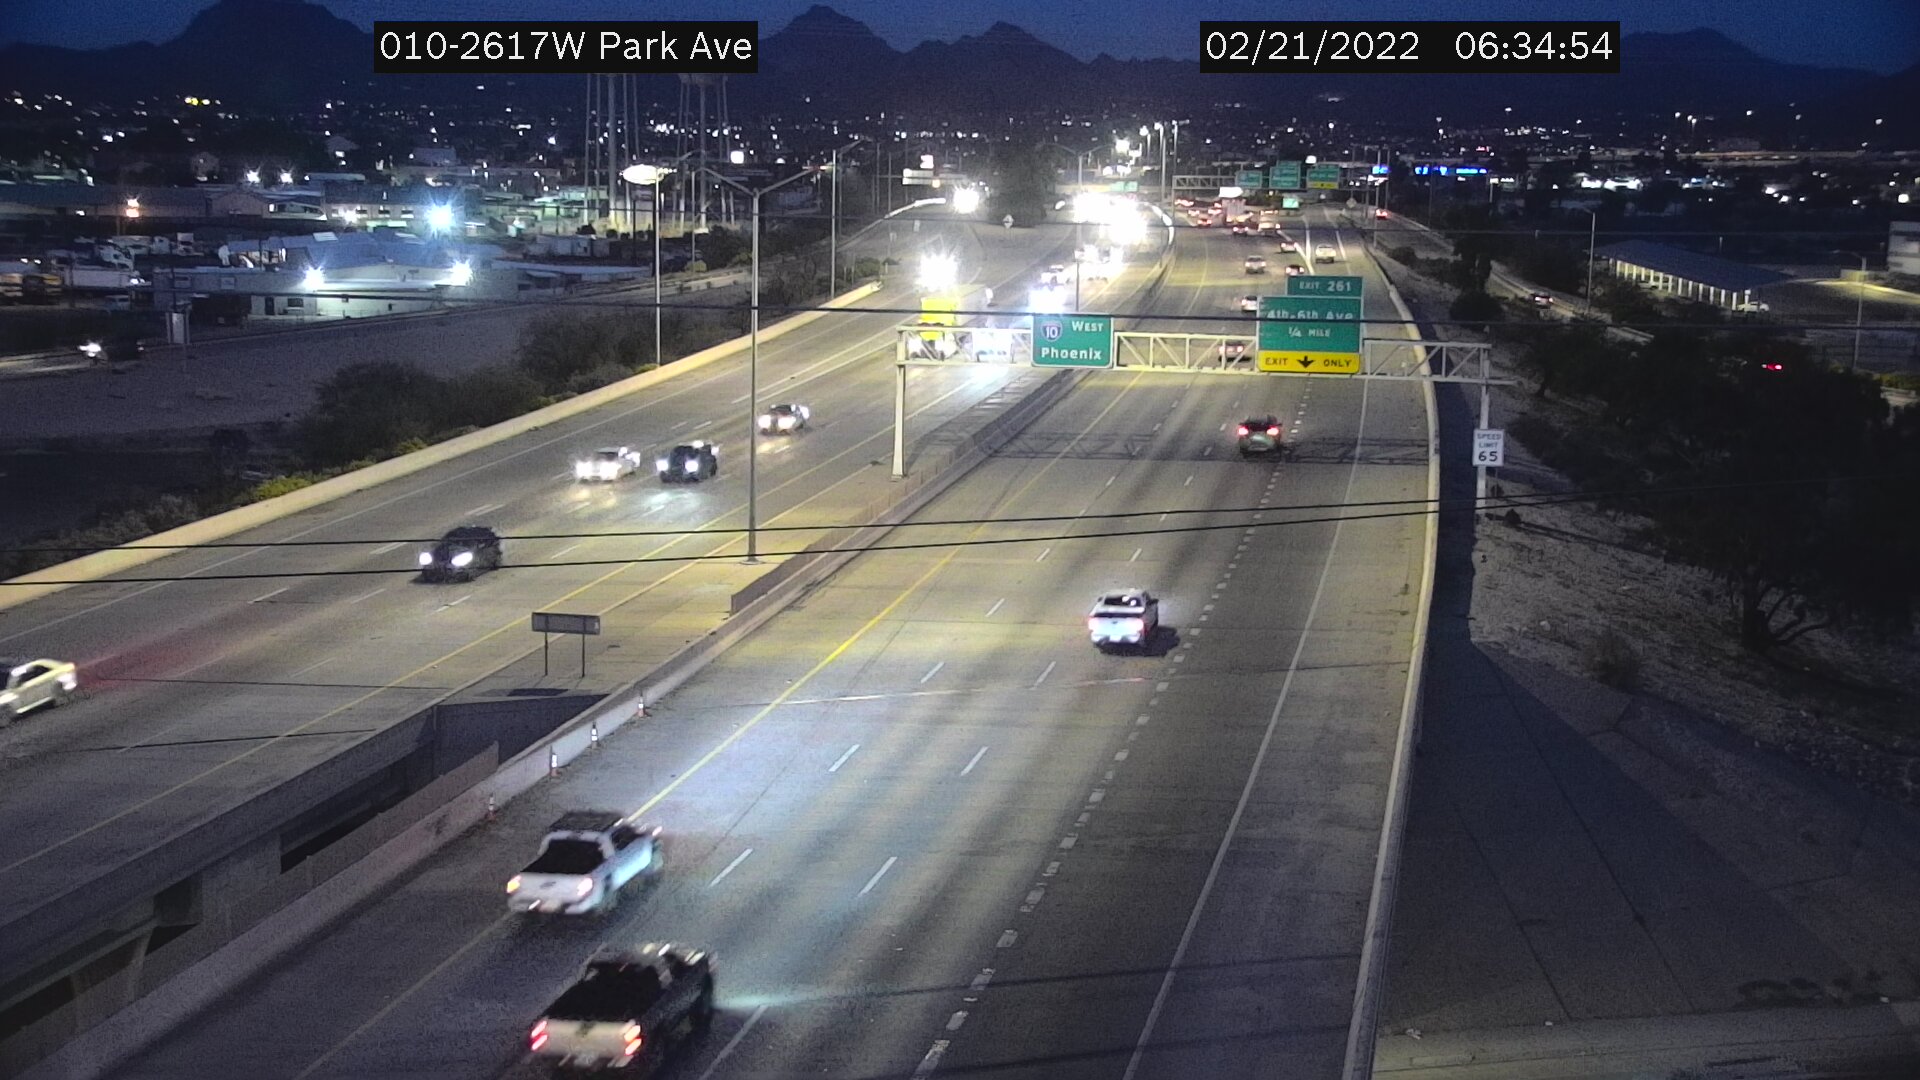 010-2617W Park Ave
02/21/2022 06:34:54
EXIT 261
4th-6th Ave
1/4 MILE
EXIT ONLY
10 WEST
Phoenix
SPEED
LIMIT
65